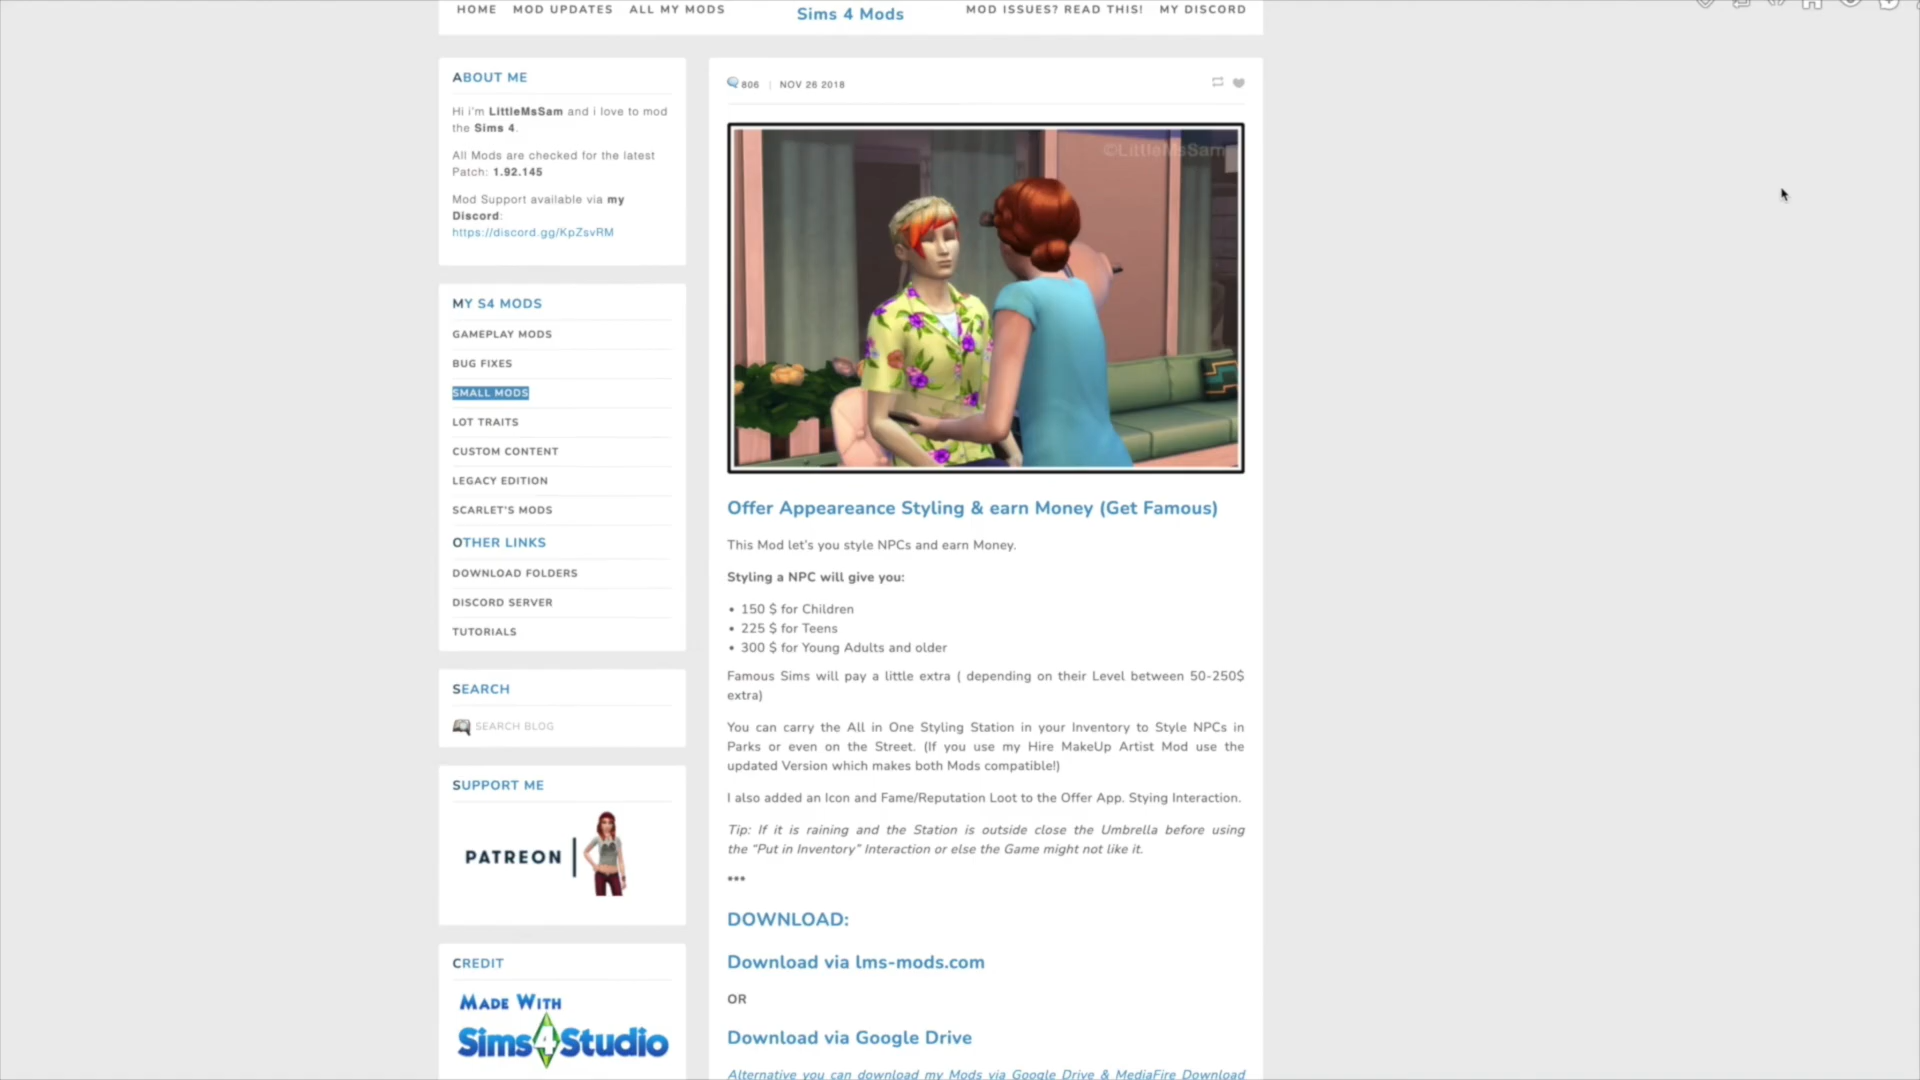 HOME MOD UPDATES ALL MY MODS Sims 4 Mods MOD ISSUES? READ THIS! MY DISCORD
ABOUT ME
Hi i'm LittleMsSam and i love to mod
the Sims 4.
All Mods are checked for the latest
Patch: 1.92.145
Mod Support available via my
Discord:
https://discord.gg/KpZsvRM
MY S4 MODS
GAMEPLAY MODS
BUG FIXES
SMALL MODS
LOT TRAITS
CUSTOM CONTENT
LEGACY EDITION
SCARLET'S MODS
OTHER LINKS
DOWNLOAD FOLDERS
DISCORD SERVER
TUTORIALS
SEARCH
SEARCH BLOG
SUPPORT ME
PATREON
CREDIT
MADE WITH
Sims4Studio
806 | NOV 26 2018
©LittleMsSam
Offer Appeareance Styling & earn Money (Get Famous)
This Mod let's you style NPCs and earn Money.
Styling a NPC will give you:
• 150 $ for Children
• 225 $ for Teens
• 300 $ for Young Adults and older
Famous Sims will pay a little extra ( depending on their Level between 50-250$
extra)
You can carry the All in One Styling Station in your Inventory to Style NPCs in
Parks or even on the Street. (If you use my Hire MakeUp Artist Mod use the
updated Version which makes both Mods compatible!)
I also added an Icon and Fame/Reputation Loot to the Offer App. Stying Interaction.
Tip: If it is raining and the Station is outside close the Umbrella before using
the “Put in Inventory” Interaction or else the Game might not like it.
***
DOWNLOAD:
Download via lms-mods.com
OR
Download via Google Drive
Alternative you can download my Mods via Google Drive & MediaFire Download